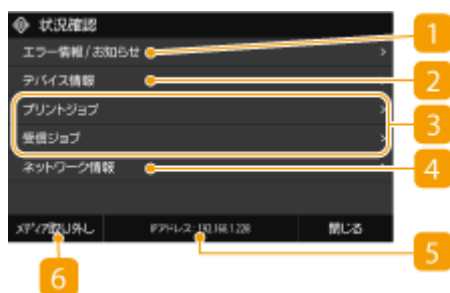 状況確認
エラー情報/お知らせ
1
デバイス情報
2
プリントジョブ
3
受信ジョブ
ネットワーク情報
4
メディア取り外し
IPアドレス: 192.168.1.228
閉じる
5
6